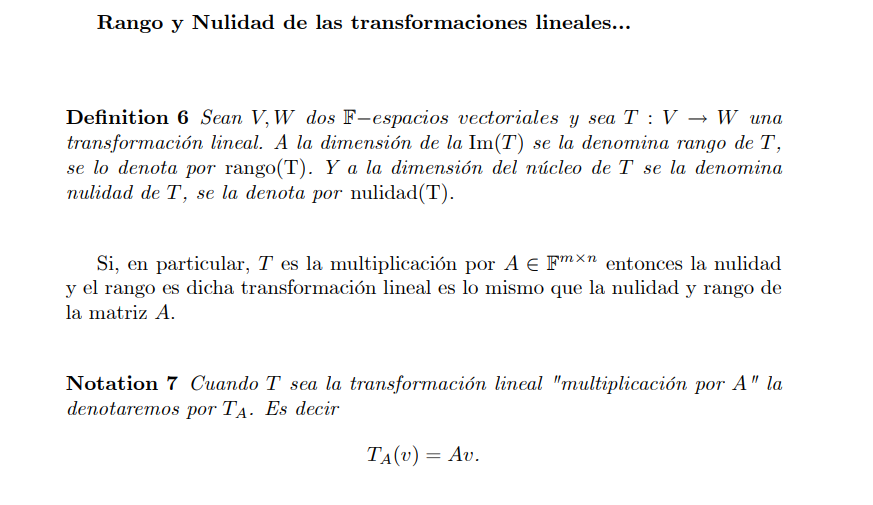 Rango y Nulidad de las transformaciones lineales...
Definition 6 Sean V, W dos 𝔽−espacios vectoriales y sea T : V → W una
transformación lineal. A la dimensión de la Im(T) se la denomina rango de T,
se lo denota por rango(T). Y a la dimensión del núcleo de T se la denomina
nulidad de T, se la denota por nulidad(T).
Si, en particular, T es la multiplicación por A ∈ 𝔽^{m×n} entonces la nulidad
y el rango es dicha transformación lineal es lo mismo que la nulidad y rango de
la matriz A.
Notation 7 Cuando T sea la transformación lineal "multiplicación por A" la
denotaremos por T_A. Es decir
T_A(v) = Av.